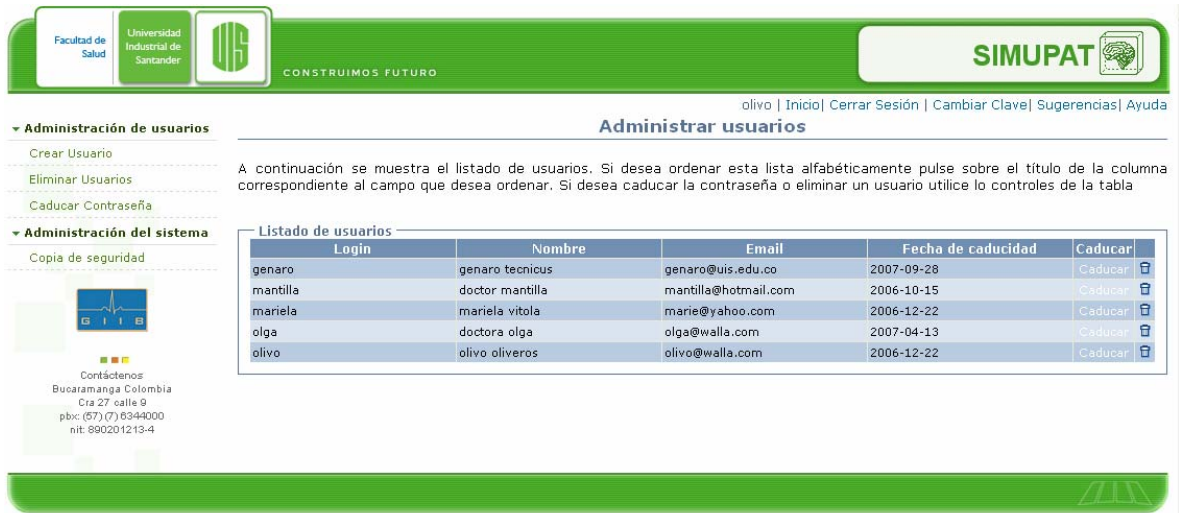 Facultad de
Salud
Universidad
Industrial de
Santander
UIS
CONSTRUIMOS FUTURO
SIMUPAT
olivo | Inicio| Cerrar Sesión | Cambiar Clave| Sugerencias| Ayuda
Administración de usuarios
Crear Usuario
Eliminar Usuarios
Caducar Contraseña
Administración del sistema
Copia de seguridad
G I I B
Contáctenos
Bucaramanga Colombia
Cra 27 calle 9
pbx: (57) (7) 6344000
nit: 890201213-4
Administrar usuarios
A continuación se muestra el listado de usuarios. Si desea ordenar esta lista alfabéticamente pulse sobre el título de la columna
correspondiente al campo que desea ordenar. Si desea caducar la contraseña o eliminar un usuario utilice lo controles de la tabla
Listado de usuarios
Login Nombre Email Fecha de caducidad Caducar
genaro genaro tecnicus genaro@uis.edu.co 2007-09-28 Caducar
mantilla doctor mantilla mantilla@hotmail.com 2006-10-15 Caducar
mariela mariela vitola marie@yahoo.com 2006-12-22 Caducar
olga doctora olga olga@walla.com 2007-04-13 Caducar
olivo olivo oliveros olivo@walla.com 2006-12-22 Caducar